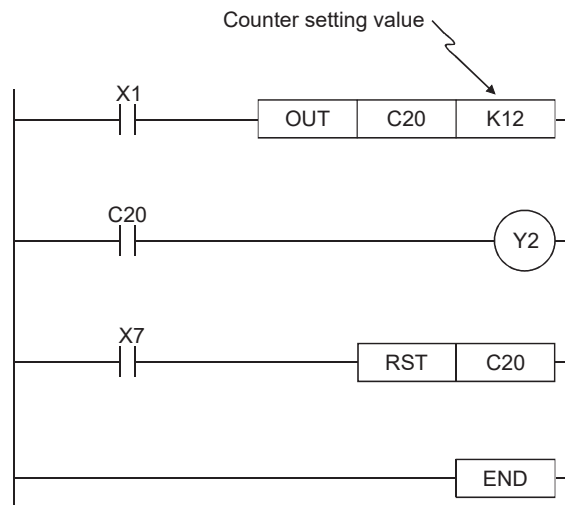 Counter setting value
X1
OUT C20 K12
C20
Y2
X7
RST C20
END